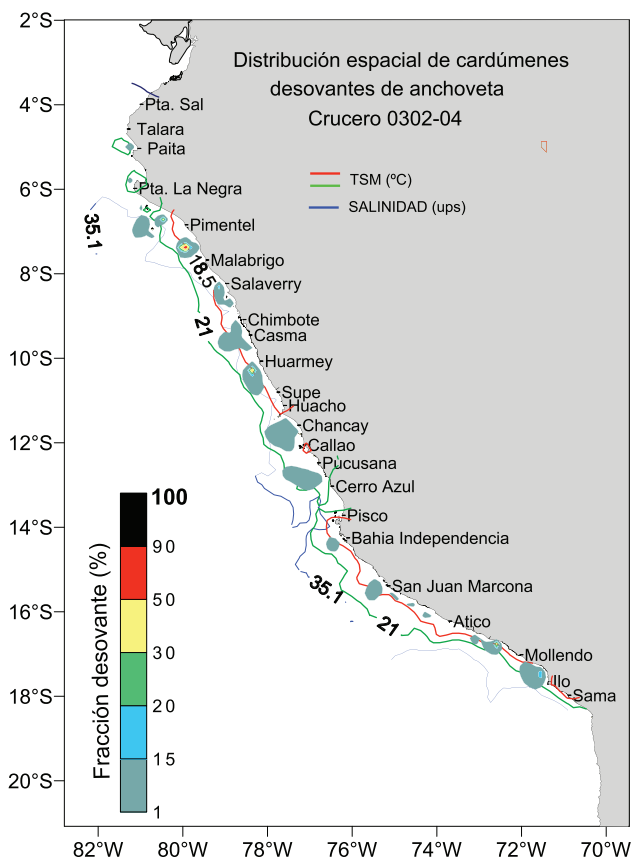 Distribución espacial de cardúmenes
desovantes de anchoveta
Crucero 0302-04
TSM (ºC)
SALINIDAD (ups)
2°S
4°S
6°S
8°S
10°S
12°S
14°S
16°S
18°S
20°S
Pta. Sal
Talara
Paita
Pta. La Negra
35.1
Pimentel
18.5
Malabrigo
Salaverry
21
Chimbote
Casma
Huarmey
Supe
Huacho
Chancay
Callao
Pucusana
Cerro Azul
Pisco
Bahia Independencia
35.1
San Juan Marcona
21
Atico
Mollendo
Ilo
Sama
Fracción desovante (%)
100
90
50
30
20
15
1
82°W
80°W
78°W
76°W
74°W
72°W
70°W